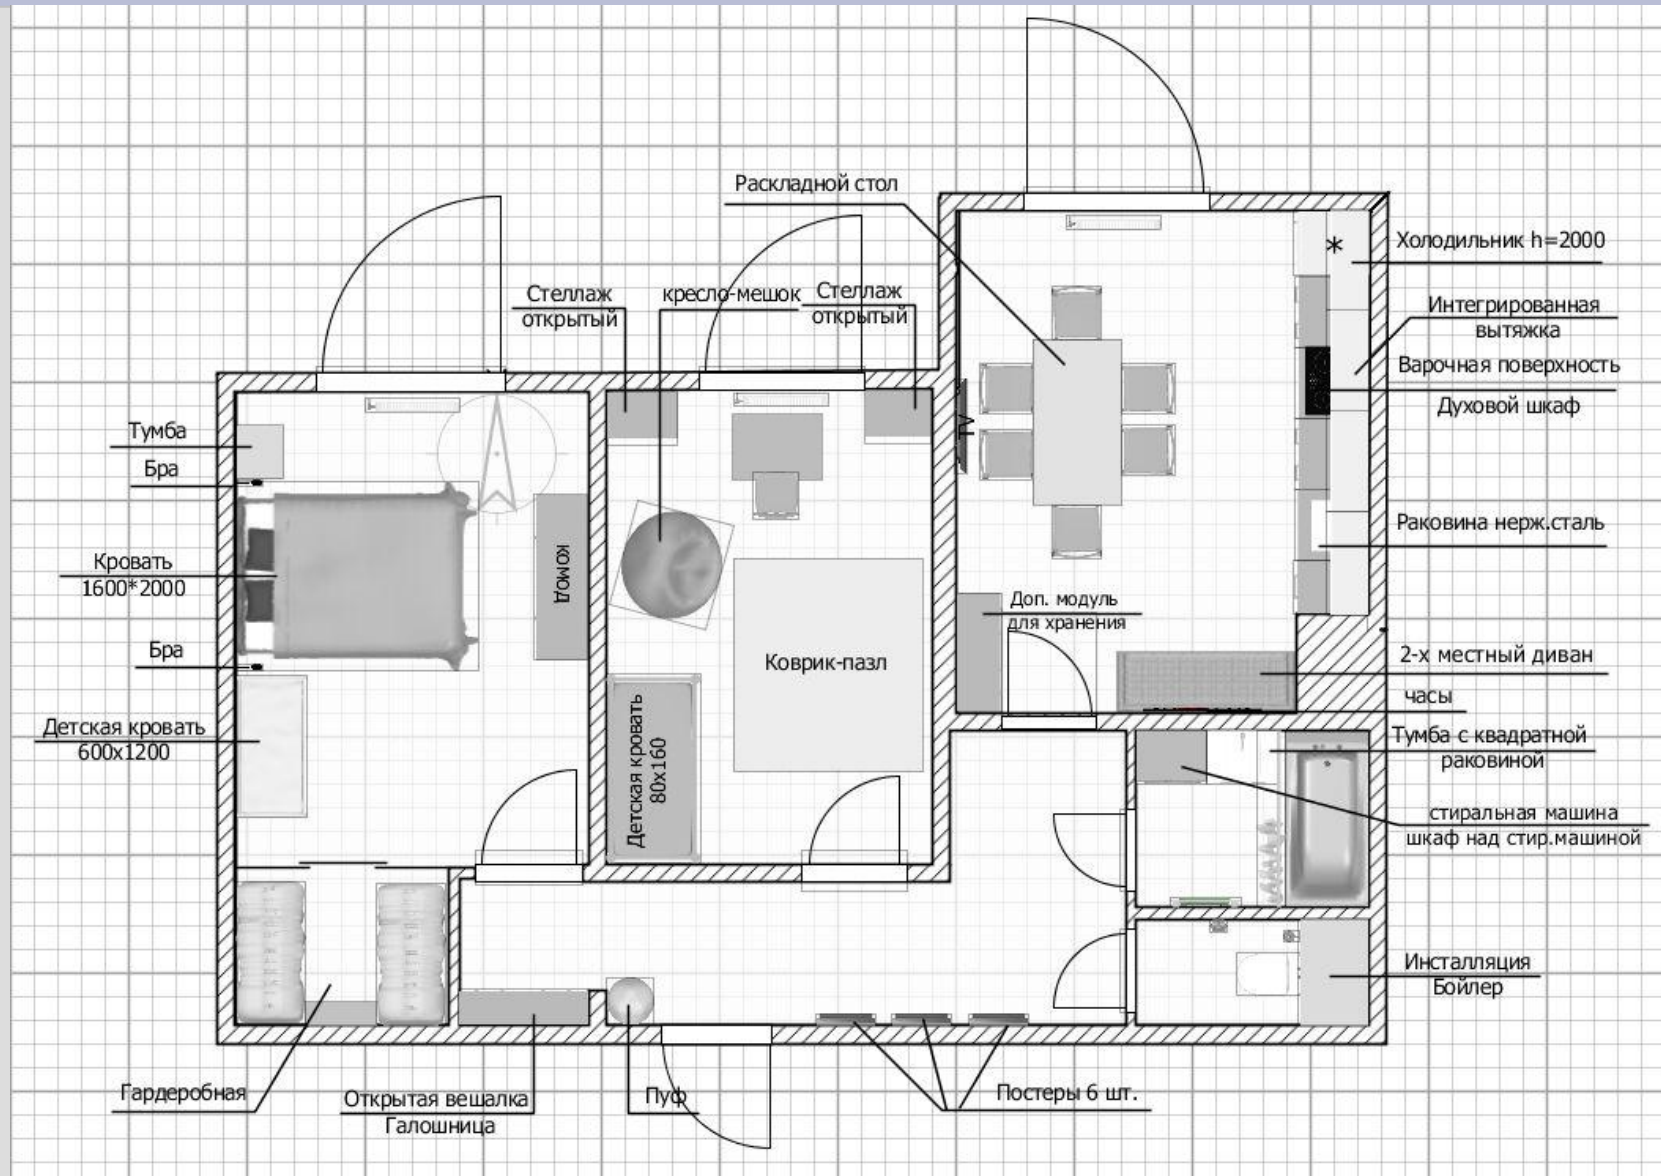 Раскладной стол
Холодильник h=2000
*
Стеллаж
открытый
кресло-мешок
Стеллаж
открытый
Интегрированная
вытяжка
Варочная поверхность
Духовой шкаф
Тумба
Бра
TV
Кровать
1600*2000
комод
Раковина нерж.сталь
Доп. модуль
для хранения
Бра
Коврик-пазл
2-х местный диван
часы
Детская кровать
600х1200
Детская кровать
80х160
Тумба с квадратной
раковиной
стиральная машина
шкаф над стир.машиной
Инсталляция
Бойлер
Гардеробная
Открытая вешалка
Галошница
Пуф
Постеры 6 шт.